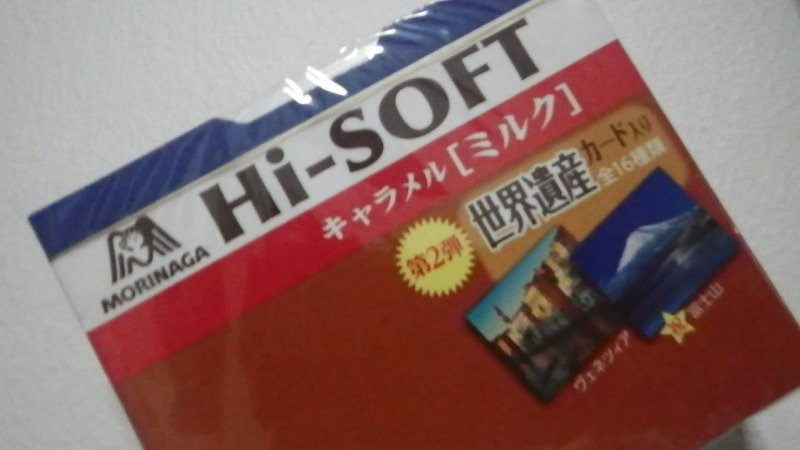 Hi-SOFT
MORINAGA
キャラメル[ミルク]
第2弾
世界遺産カード入り
全16種類
ヴェネツィア
祝 富士山